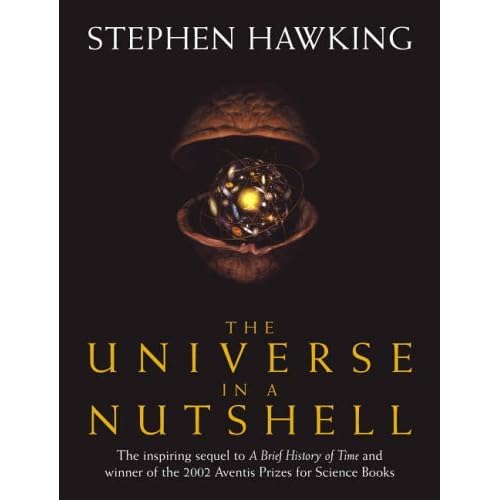 STEPHEN HAWKING
THE
UNIVERSE
IN A
NUTSHELL
The inspiring sequel to A Brief History of Time and
winner of the 2002 Aventis Prizes for Science Books